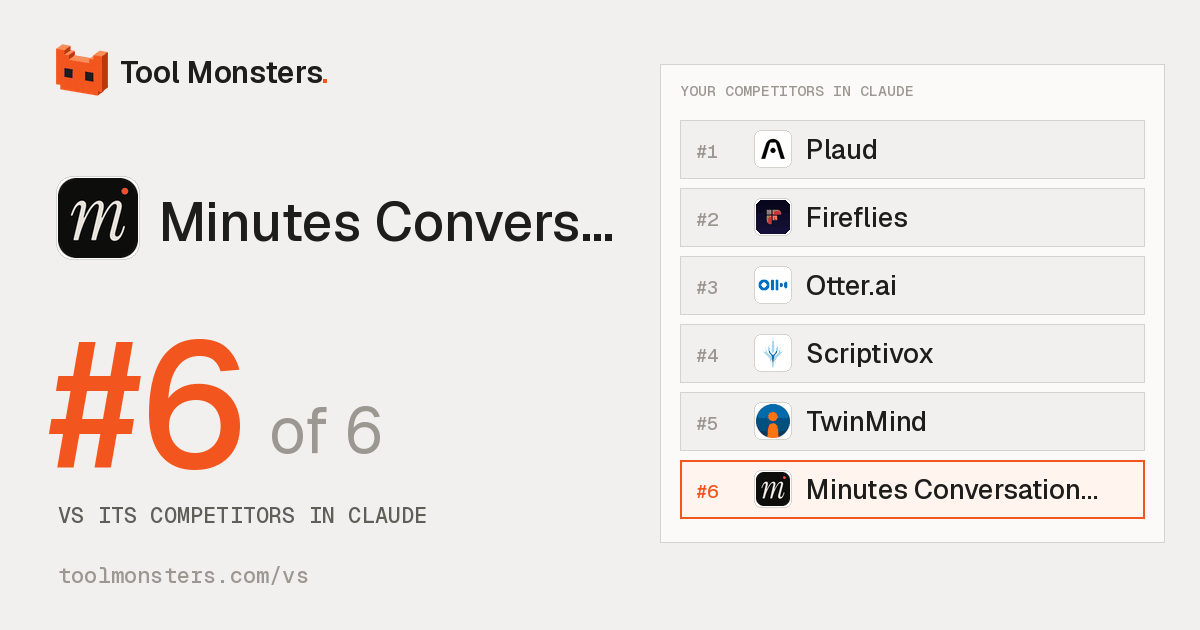 Tool Monsters.
m
Minutes Convers...
#6 of 6
VS ITS COMPETITORS IN CLAUDE
toolmonsters.com/vs
YOUR COMPETITORS IN CLAUDE
#1 Plaud
#2 Fireflies
#3 Otter.ai
#4 Scriptivox
#5 TwinMind
#6 m Minutes Conversation...